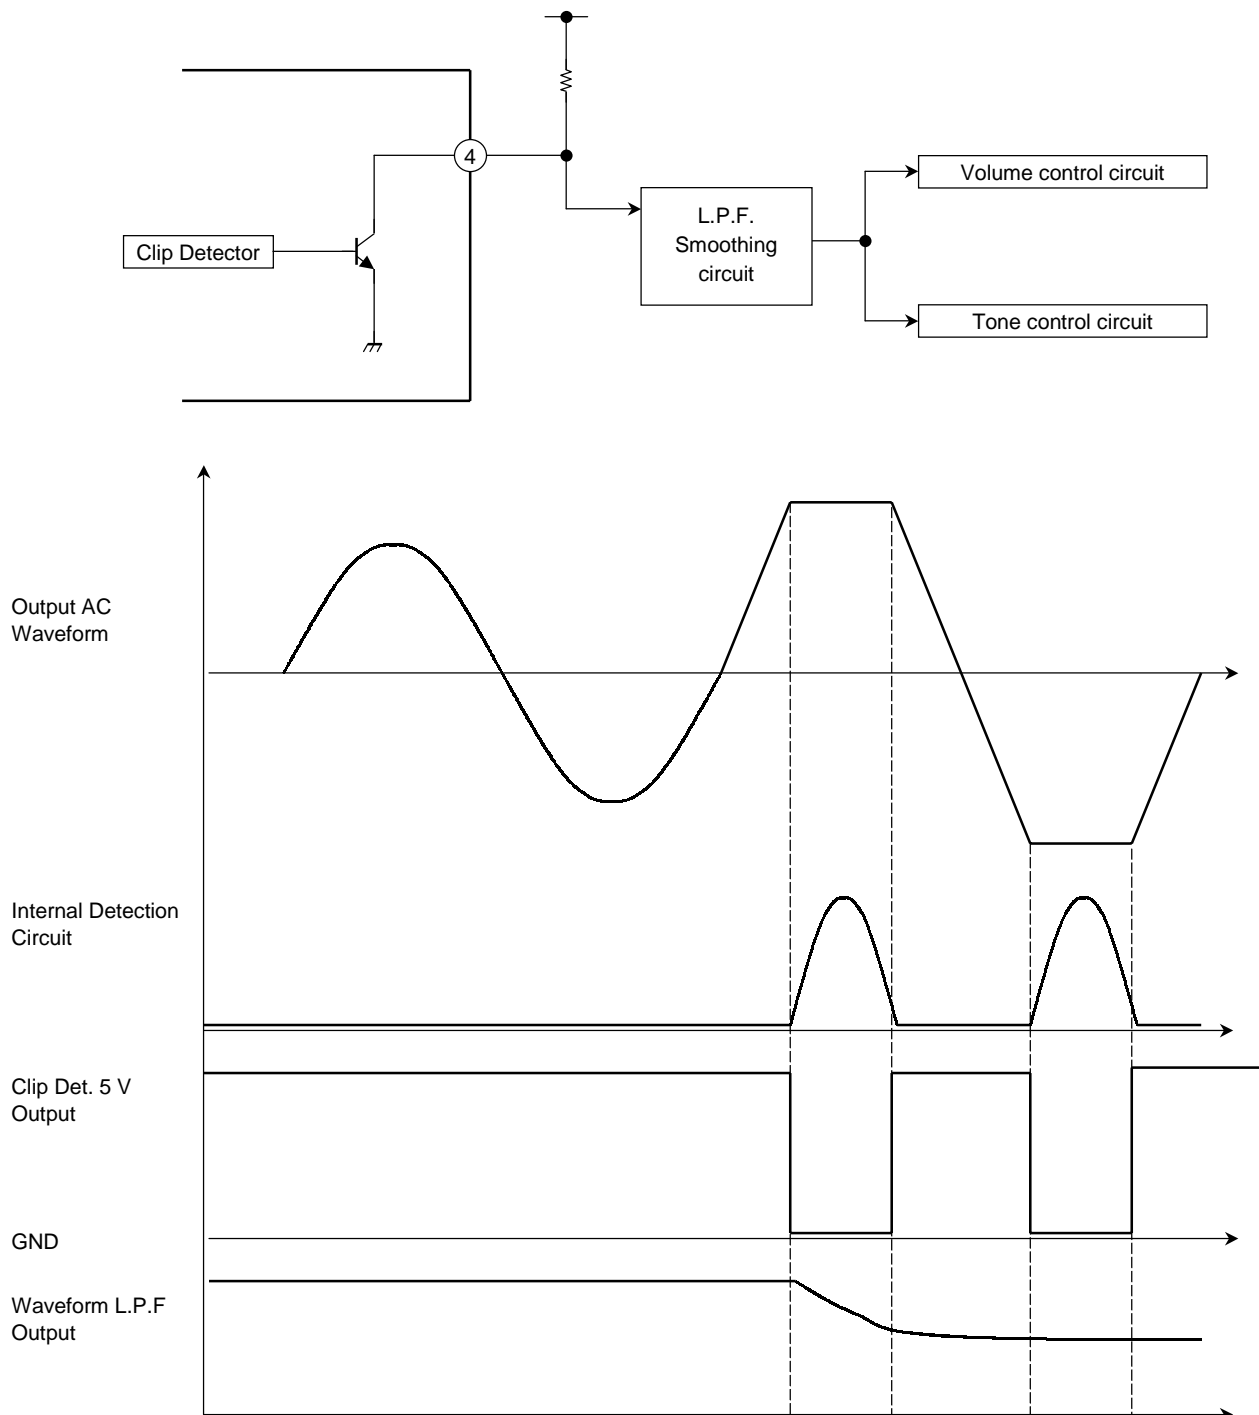 4
Clip Detector
L.P.F.
Smoothing
circuit
Volume control circuit
Tone control circuit
Output AC
Waveform
Internal Detection
Circuit
Clip Det. 5 V
Output
GND
Waveform L.P.F
Output